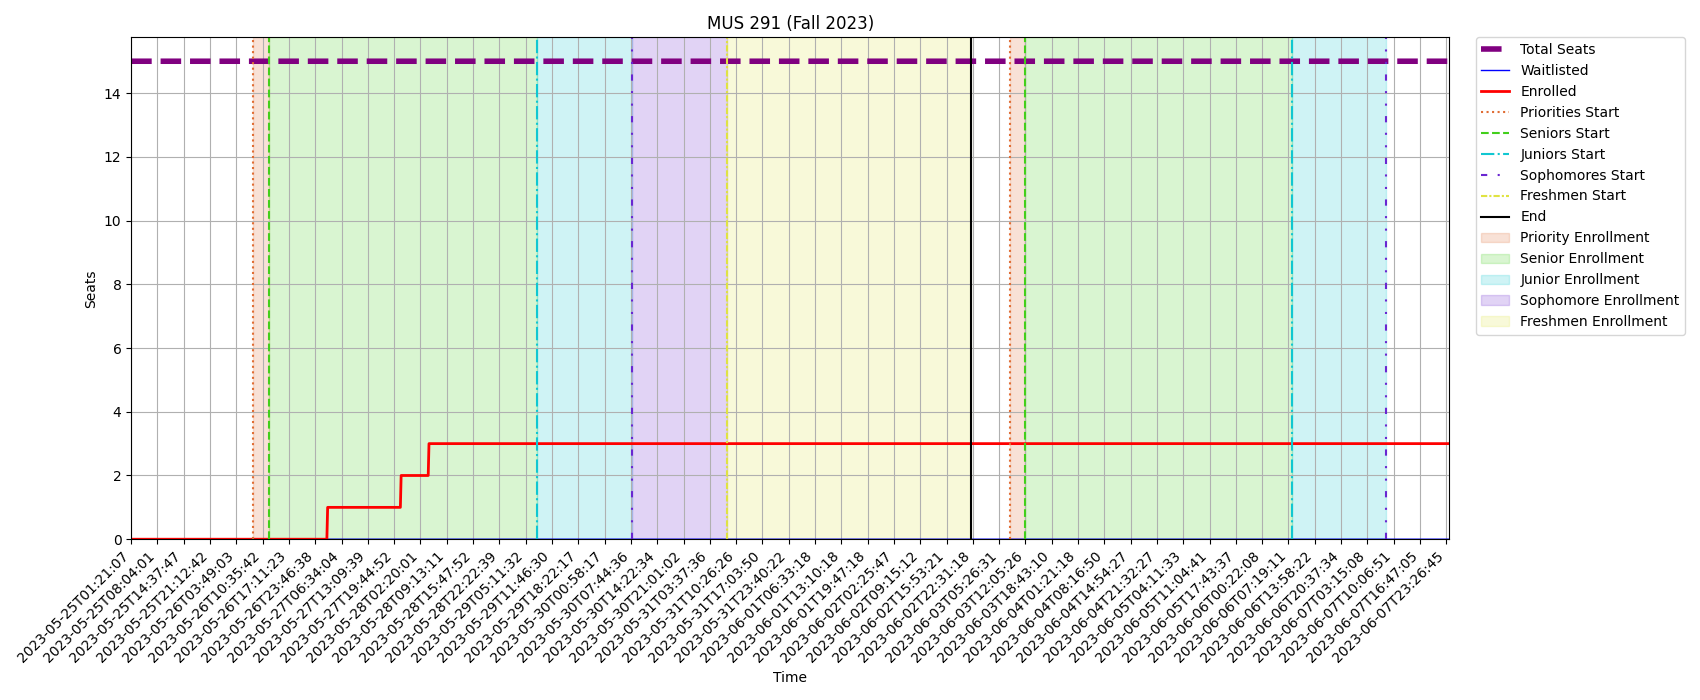 MUS 291 (Fall 2023)
Seats
14
12
10
8
6
4
2
0
2023-05-25T01:21:07
2023-05-25T08:04:01
2023-05-25T14:37:47
2023-05-25T21:12:42
2023-05-26T03:49:03
2023-05-26T10:35:42
2023-05-26T17:11:23
2023-05-26T23:46:38
2023-05-27T06:34:04
2023-05-27T13:09:39
2023-05-27T19:44:52
2023-05-28T02:20:01
2023-05-28T09:13:11
2023-05-28T15:47:52
2023-05-28T22:22:39
2023-05-29T05:11:32
2023-05-29T11:46:30
2023-05-29T18:22:17
2023-05-30T00:58:17
2023-05-30T07:44:36
2023-05-30T14:22:34
2023-05-30T21:01:02
2023-05-31T03:37:36
2023-05-31T10:26:26
2023-05-31T17:03:50
2023-05-31T23:40:22
2023-06-01T06:33:18
2023-06-01T13:10:18
2023-06-01T19:47:18
2023-06-02T02:25:47
2023-06-02T09:15:12
2023-06-02T15:53:21
2023-06-02T22:31:18
2023-06-03T05:26:31
2023-06-03T12:05:26
2023-06-03T18:43:10
2023-06-04T01:21:18
2023-06-04T08:16:50
2023-06-04T14:54:27
2023-06-04T21:32:27
2023-06-05T04:11:33
2023-06-05T11:04:41
2023-06-05T17:43:37
2023-06-06T00:22:08
2023-06-06T07:19:11
2023-06-06T13:58:22
2023-06-06T20:37:34
2023-06-07T03:15:08
2023-06-07T10:06:51
2023-06-07T16:47:05
2023-06-07T23:26:45
Time
Total Seats
Waitlisted
Enrolled
Priorities Start
Seniors Start
Juniors Start
Sophomores Start
Freshmen Start
End
Priority Enrollment
Senior Enrollment
Junior Enrollment
Sophomore Enrollment
Freshmen Enrollment